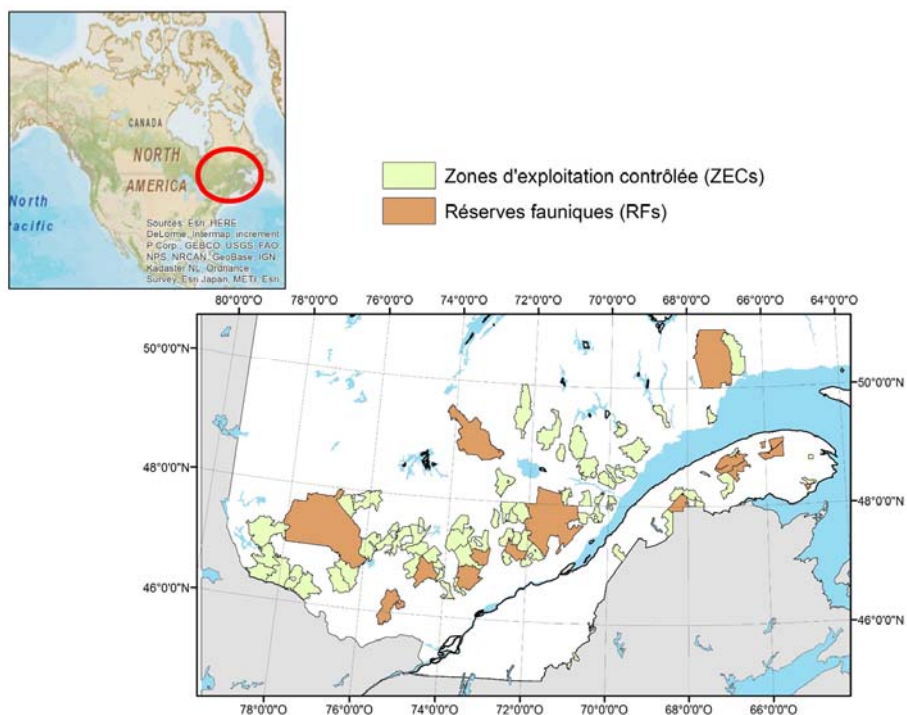 CANADA
NORTH
AMERICA
North
Pacific
Sources: Esri, HERE,
DeLorme, Intermap, increment
P Corp., GEBCO, USGS, FAO,
NPS, NRCAN, GeoBase, IGN,
Kadaster NL, Ordnance
Survey, Esri Japan, METI, Esri
Zones d'exploitation contrôlée (ZECs)
Réserves fauniques (RFs)
80°0'0"O 78°0'0"O 76°0'0"O 74°0'0"O 72°0'0"O 70°0'0"O 68°0'0"O 66°0'0"O 64°0'0"O
50°0'0"N
50°0'0"N
48°0'0"N
48°0'0"N
46°0'0"N
46°0'0"N
78°0'0"O 76°0'0"O 74°0'0"O 72°0'0"O 70°0'0"O 68°0'0"O 66°0'0"O